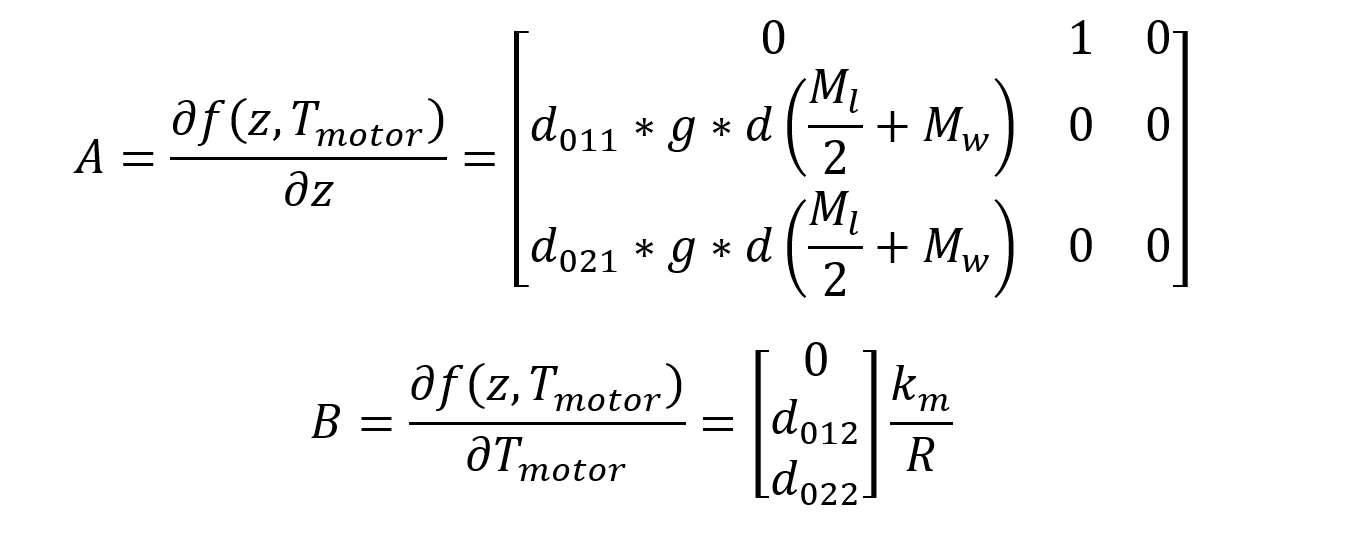 A = ∂f(z, T_motor) / ∂z = [ 0 1 0 ; d_011 * g * d (M_l / 2 + M_w) 0 0 ; d_021 * g * d (M_l / 2 + M_w) 0 0 ]
B = ∂f(z, T_motor) / ∂T_motor = [ 0 ; d_012 ; d_022 ] k_m / R